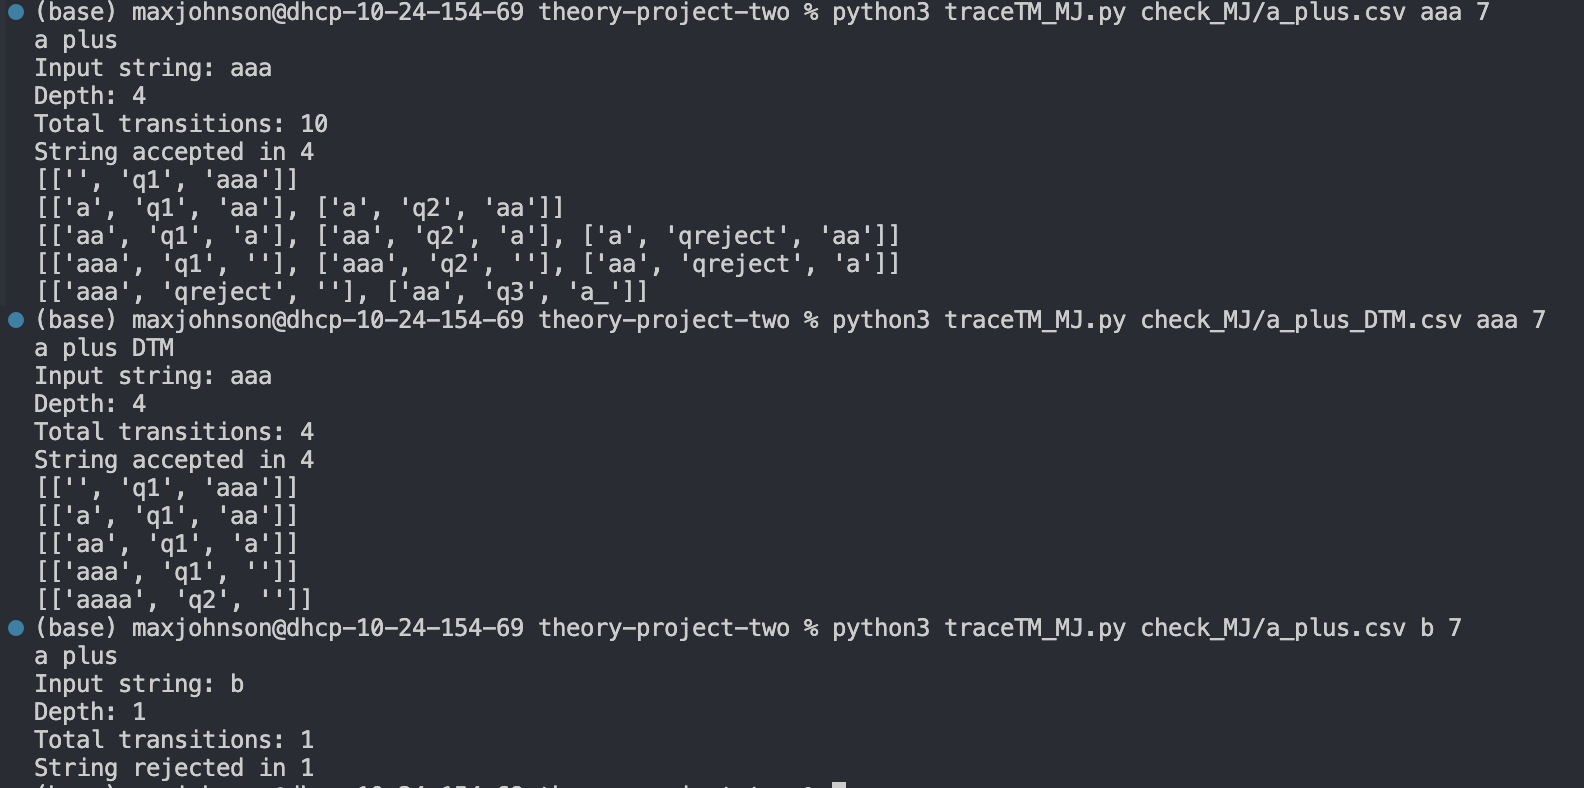 (base) maxjohnson@dhcp-10-24-154-69 theory-project-two % python3 traceTM_MJ.py check_MJ/a_plus.csv aaa 7
a plus
Input string: aaa
Depth: 4
Total transitions: 10
String accepted in 4
[['', 'q1', 'aaa']]
[['a', 'q1', 'aa'], ['a', 'q2', 'aa']]
[['aa', 'q1', 'a'], ['aa', 'q2', 'a'], ['a', 'qreject', 'aa']]
[['aaa', 'q1', ''], ['aaa', 'q2', ''], ['aa', 'qreject', 'a']]
[['aaa', 'qreject', ''], ['aa', 'q3', 'a_']]
(base) maxjohnson@dhcp-10-24-154-69 theory-project-two % python3 traceTM_MJ.py check_MJ/a_plus_DTM.csv aaa 7
a plus DTM
Input string: aaa
Depth: 4
Total transitions: 4
String accepted in 4
[['', 'q1', 'aaa']]
[['a', 'q1', 'aa']]
[['aa', 'q1', 'a']]
[['aaa', 'q1', '']]
[['aaaa', 'q2', '']]
(base) maxjohnson@dhcp-10-24-154-69 theory-project-two % python3 traceTM_MJ.py check_MJ/a_plus.csv b 7
a plus
Input string: b
Depth: 1
Total transitions: 1
String rejected in 1